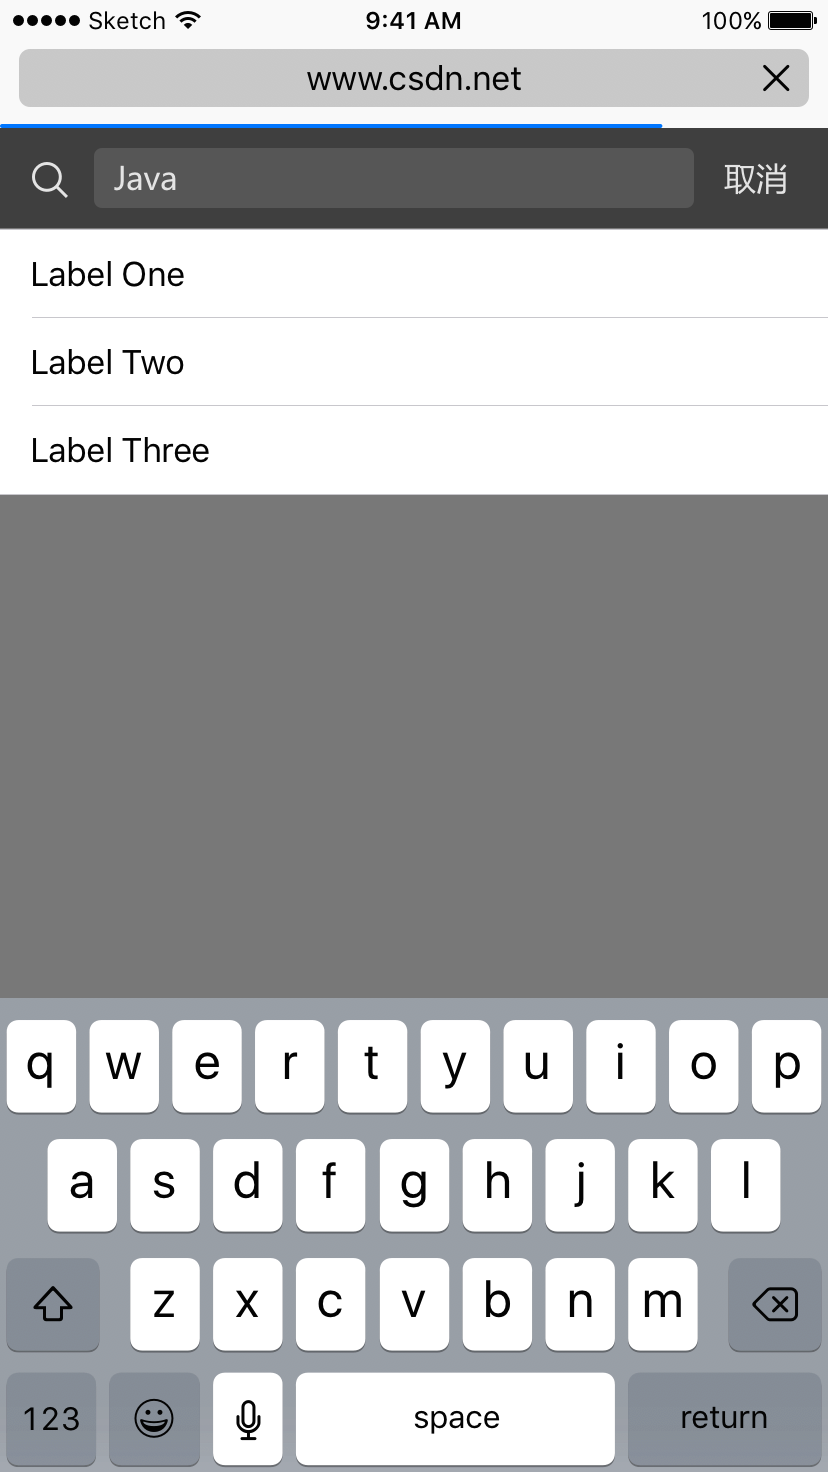 Sketch 9:41 AM 100%
www.csdn.net
Java 取消
Label One
Label Two
Label Three
q w e r t y u i o p
a s d f g h j k l
z x c v b n m
123 space return